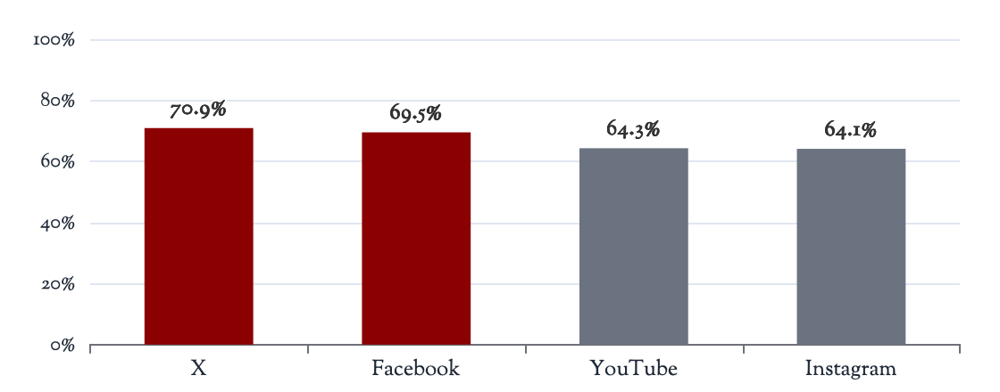 100%
80%
70.9%
69.5%
64.3%
64.1%
60%
40%
20%
0%
X
Facebook
YouTube
Instagram